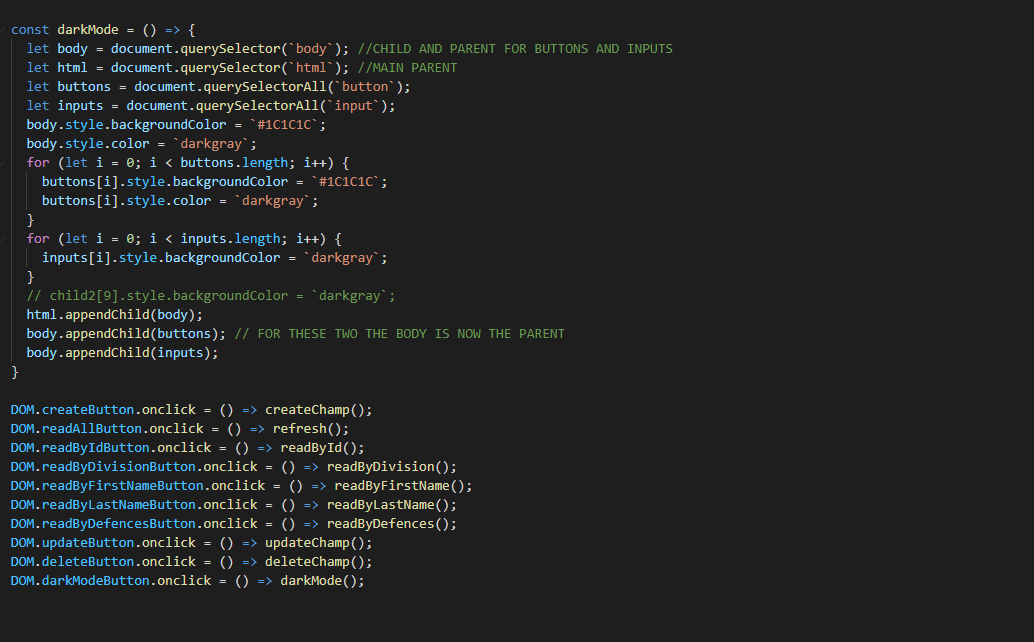 const darkMode = () => {
let body = document.querySelector(`body`); //CHILD AND PARENT FOR BUTTONS AND INPUTS
let html = document.querySelector(`html`); //MAIN PARENT
let buttons = document.querySelectorAll(`button`);
let inputs = document.querySelectorAll(`input`);
body.style.backgroundColor = `#1C1C1C`;
body.style.color = `darkgray`;
for (let i = 0; i < buttons.length; i++) {
buttons[i].style.backgroundColor = `#1C1C1C`;
buttons[i].style.color = `darkgray`;
}
for (let i = 0; i < inputs.length; i++) {
inputs[i].style.backgroundColor = `darkgray`;
}
// child2[9].style.backgroundColor = `darkgray`;
html.appendChild(body);
body.appendChild(buttons); // FOR THESE TWO THE BODY IS NOW THE PARENT
body.appendChild(inputs);
}
DOM.createButton.onclick = () => createChamp();
DOM.readAllButton.onclick = () => refresh();
DOM.readByIdButton.onclick = () => readById();
DOM.readByDivisionButton.onclick = () => readByDivision();
DOM.readByFirstNameButton.onclick = () => readByFirstName();
DOM.readByLastNameButton.onclick = () => readByLastName();
DOM.readByDefencesButton.onclick = () => readByDefences();
DOM.updateButton.onclick = () => updateChamp();
DOM.deleteButton.onclick = () => deleteChamp();
DOM.darkModeButton.onclick = () => darkMode();